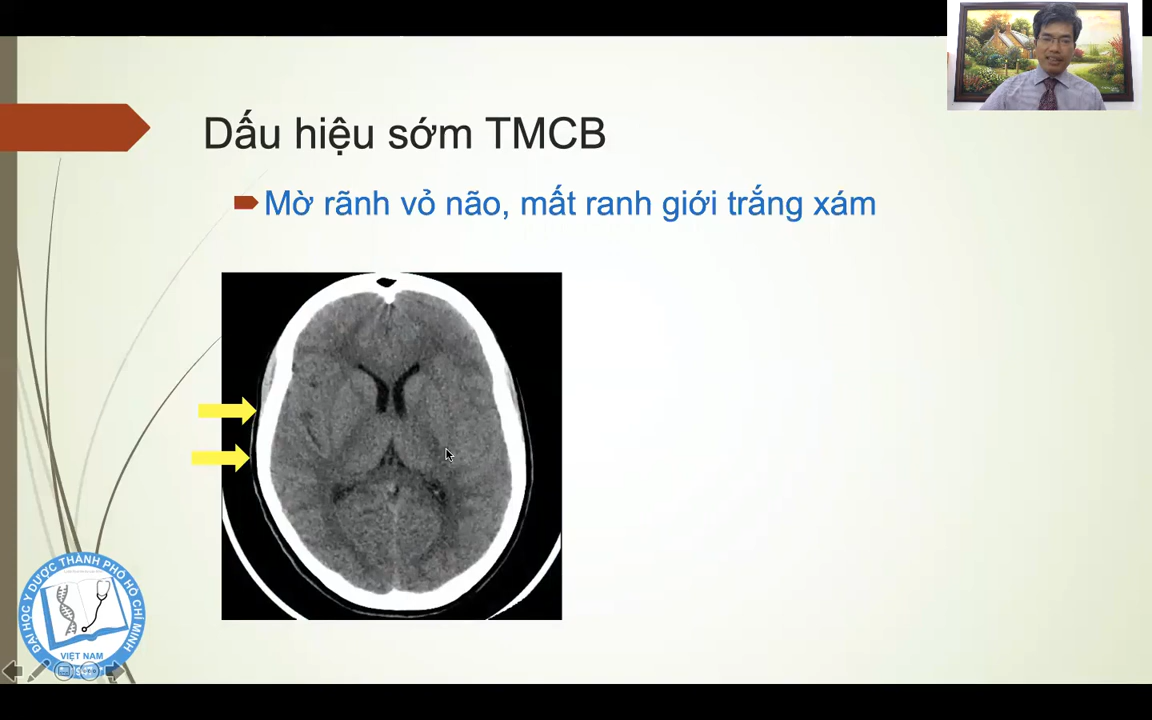 Dấu hiệu sớm TMCB
Mờ rãnh vỏ não, mất ranh giới trắng xám
ĐẠI HỌC Y DƯỢC THÀNH PHỐ HỒ CHÍ MINH
VIỆT NAM